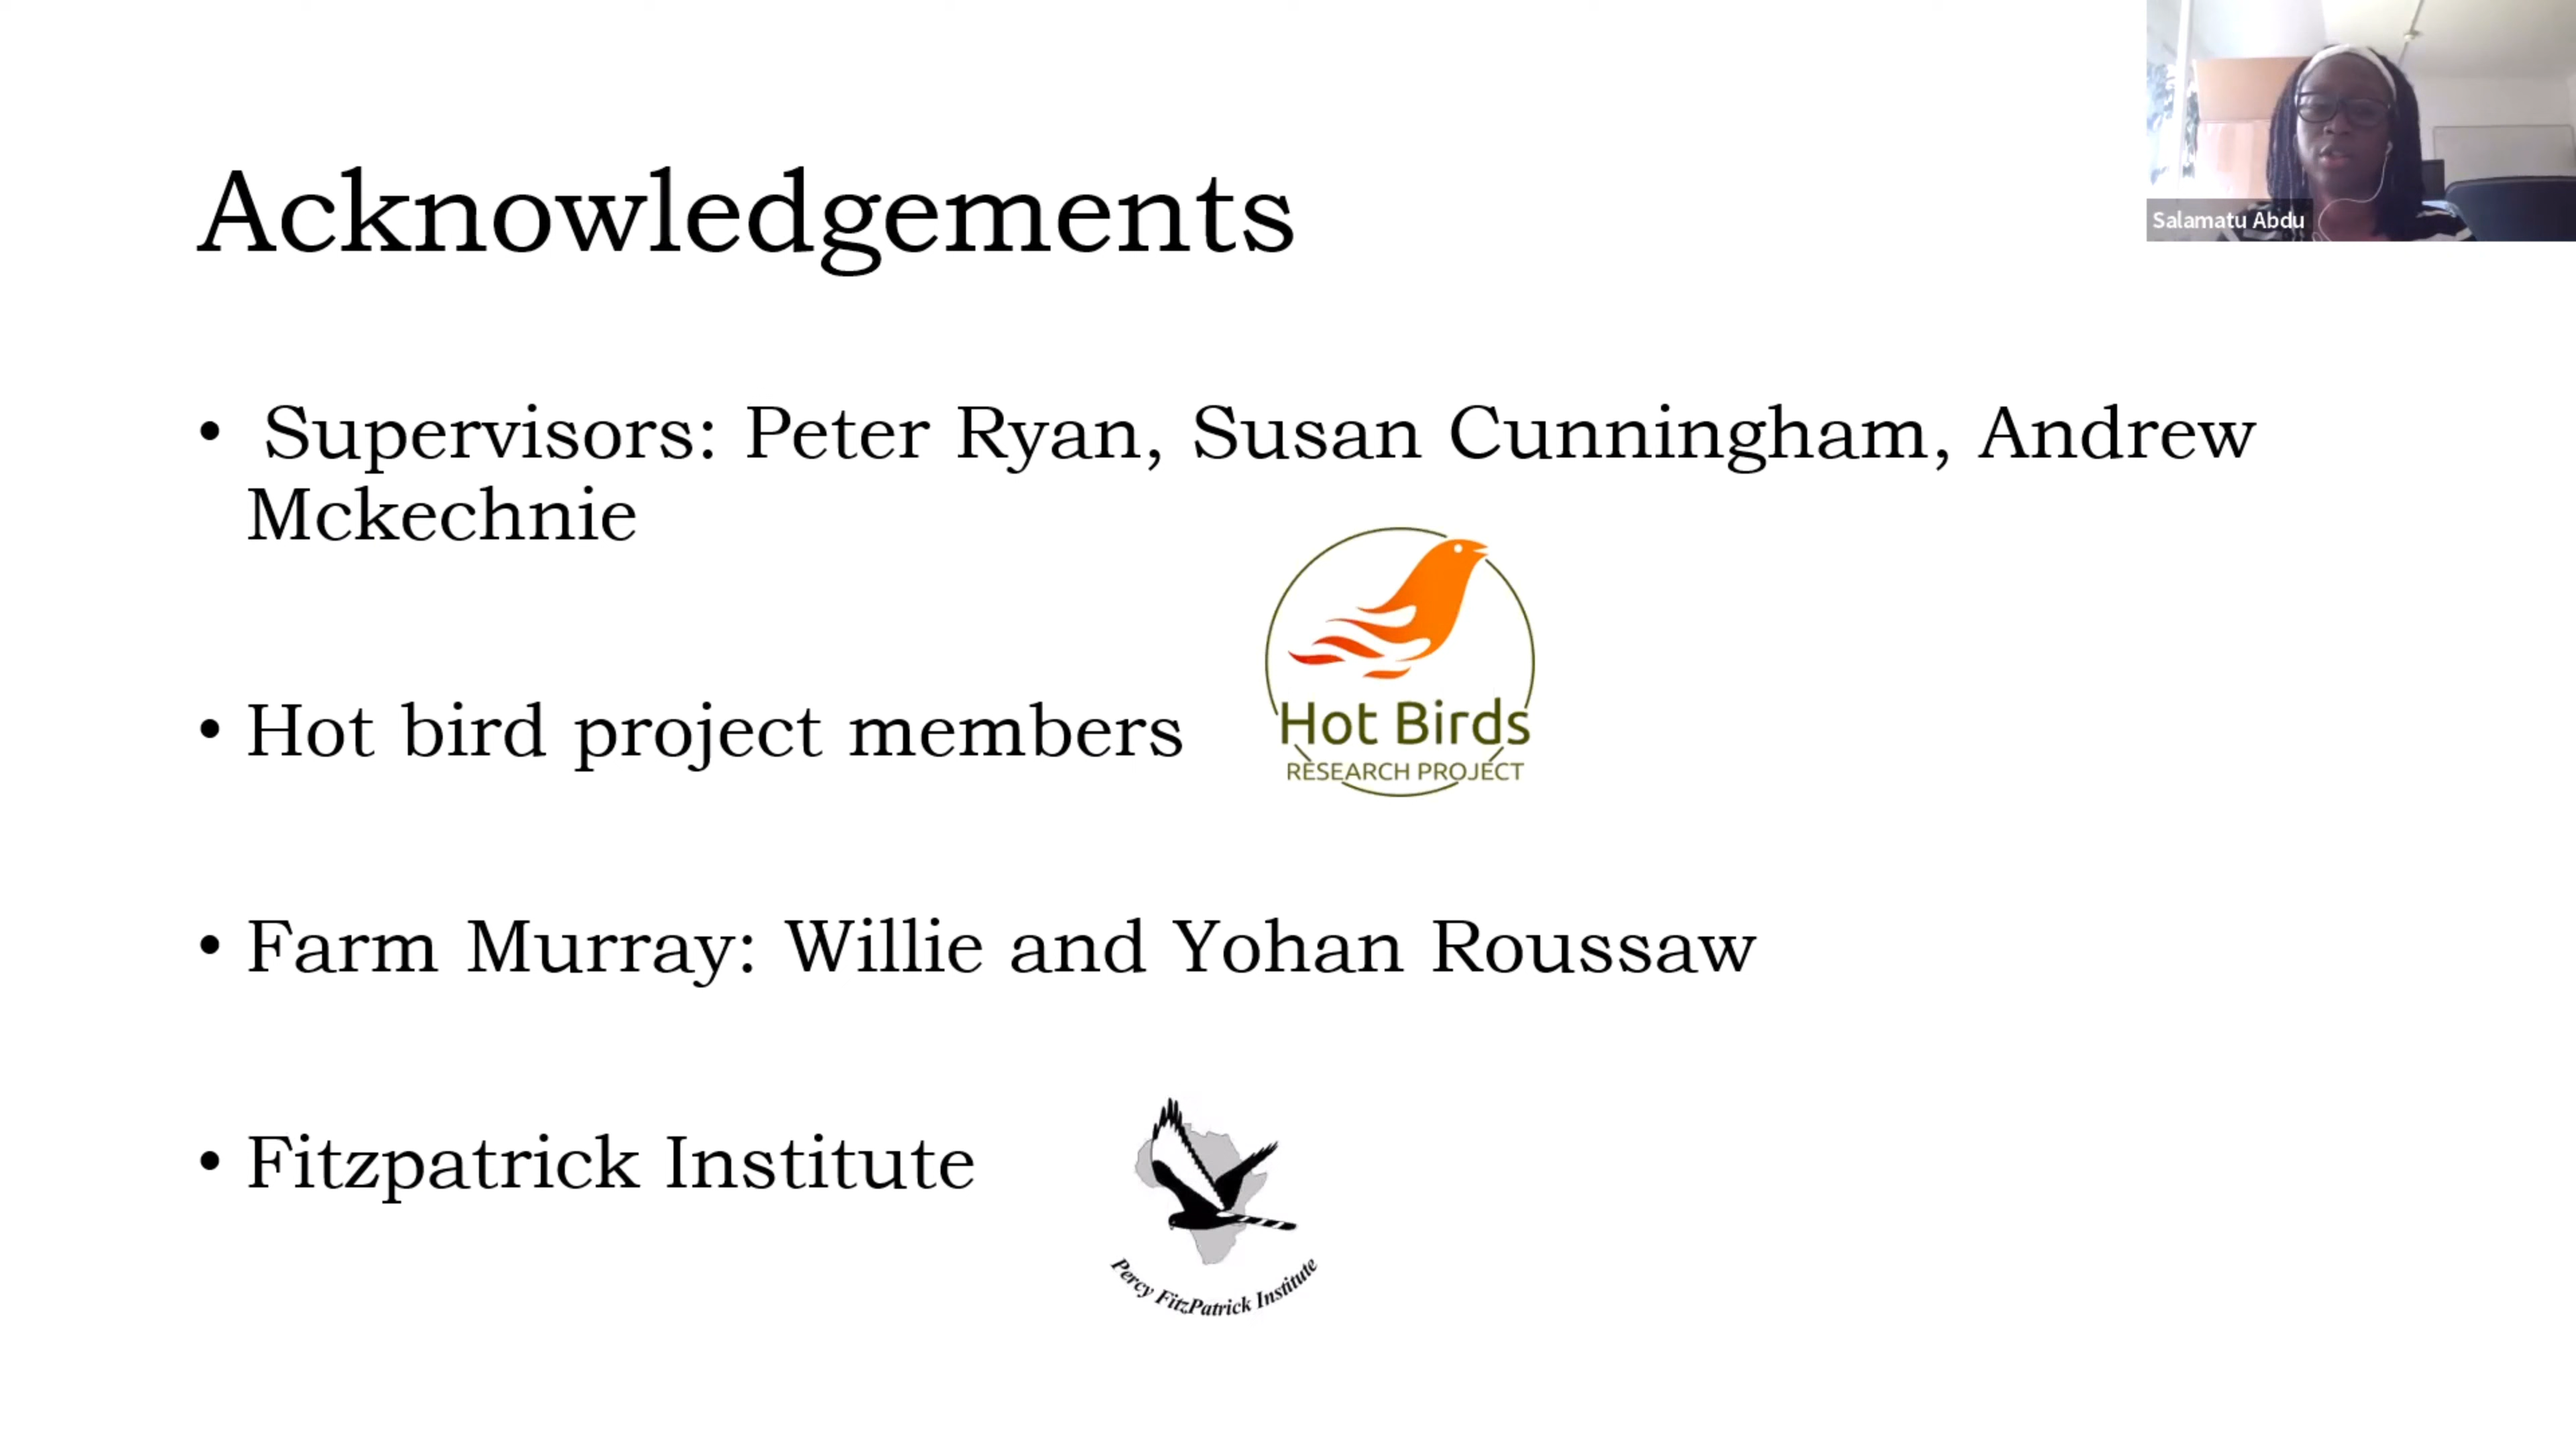 Acknowledgements
Salamatu Abdu
• Supervisors: Peter Ryan, Susan Cunningham, Andrew
Mckechnie
• Hot bird project members
Hot Birds
RESEARCH PROJECT
• Farm Murray: Willie and Yohan Roussaw
• Fitzpatrick Institute
Percy FitzPatrick Institute